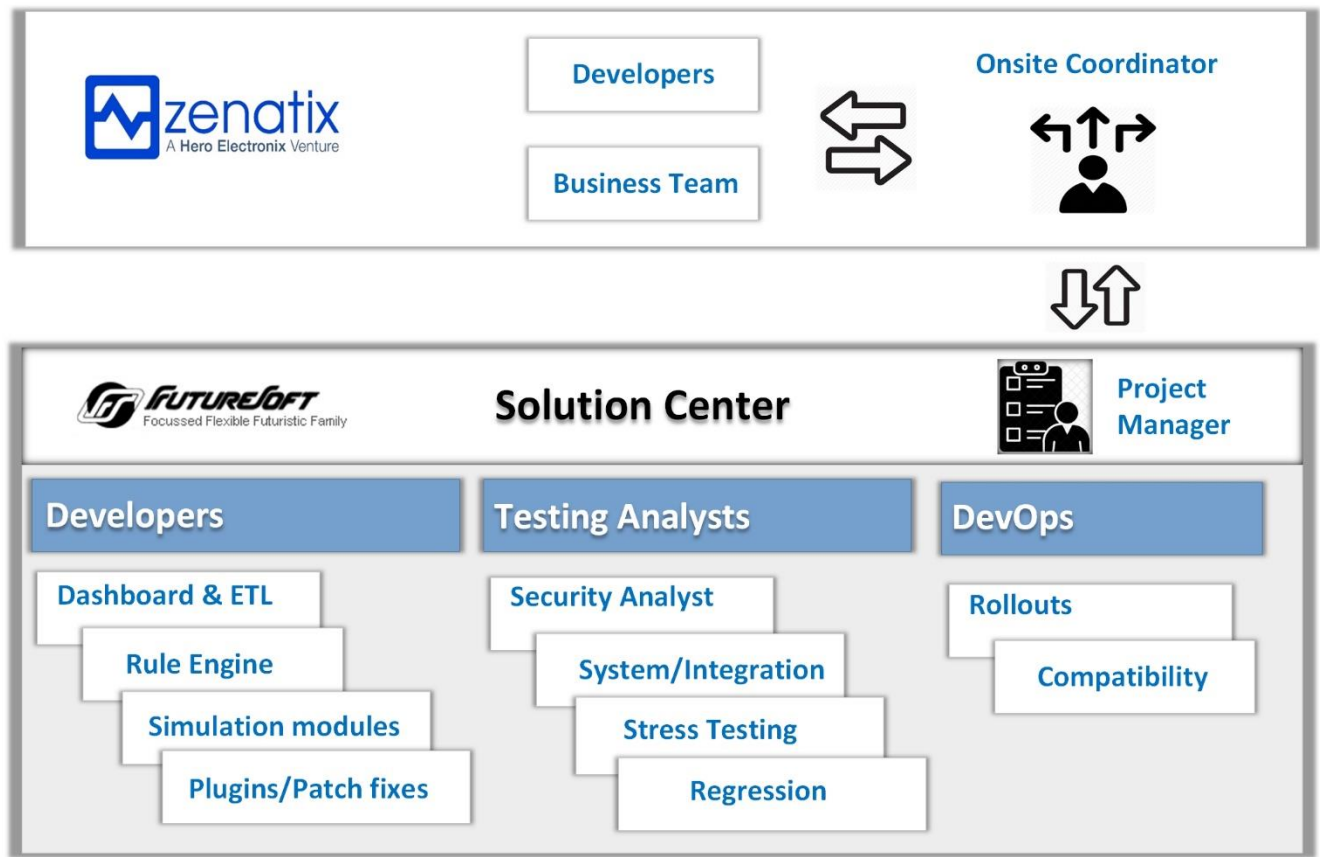 zenatix
A Hero Electronix Venture
Developers
Business Team
Onsite Coordinator
FUTURESOFT
Focussed Flexible Futuristic Family
Solution Center
Project
Manager
Developers
Dashboard & ETL
Rule Engine
Simulation modules
Plugins/Patch fixes
Testing Analysts
Security Analyst
System/Integration
Stress Testing
Regression
DevOps
Rollouts
Compatibility